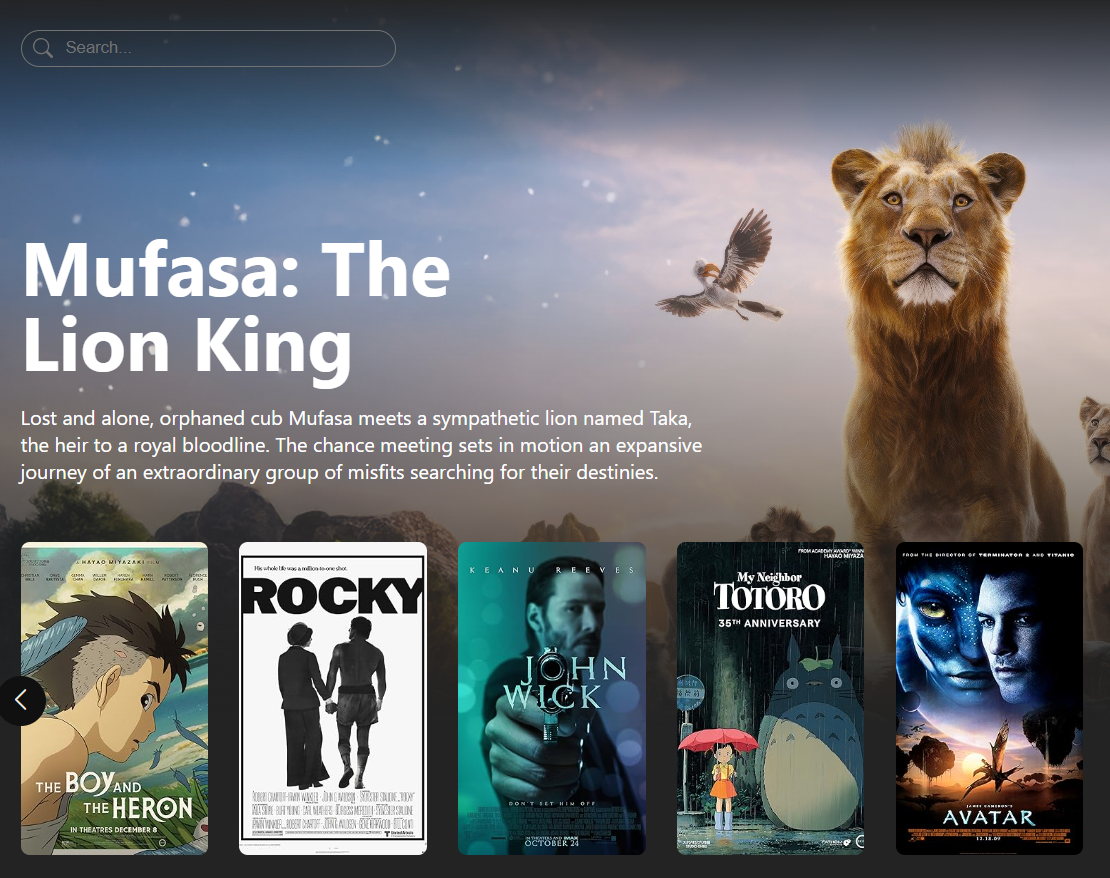 Search...
Mufasa: The
Lion King
Lost and alone, orphaned cub Mufasa meets a sympathetic lion named Taka,
the heir to a royal bloodline. The chance meeting sets in motion an expansive
journey of an extraordinary group of misfits searching for their destinies.
A HAYAO MIYAZAKI FILM
THE BOY AND
THE HERON
IN THEATRES DECEMBER 8
His whole life was a million-to-one shot.
ROCKY
KEANU REEVES
JOHN
WICK
DON'T SET HIM OFF
OCTOBER 24
FROM ACADEMY AWARD®
HAYAO
My Neighbor
TOTORO
35TH ANNIVERSARY
FROM THE DIRECTOR OF TERMINATOR 2 AND TITANIC
JAMES CAMERON'S
AVATAR
12.18.09